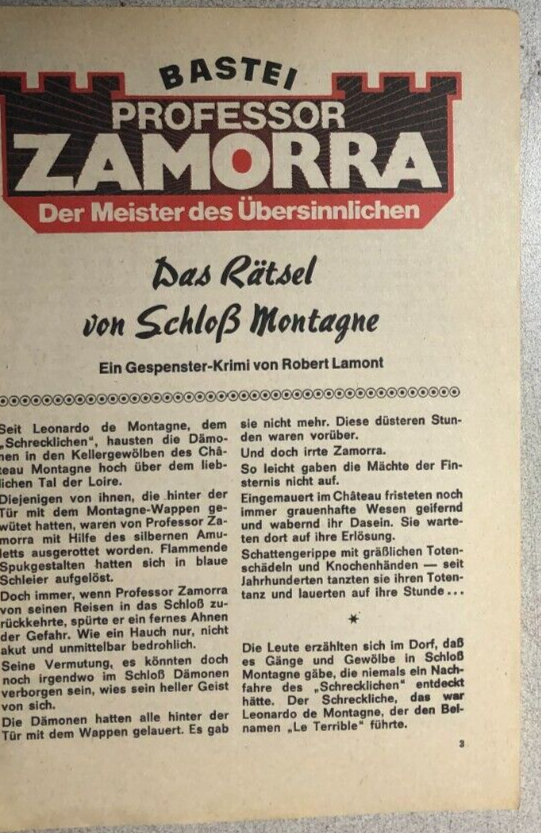 BASTEI
PROFESSOR
ZAMORRA
Der Meister des Übersinnlichen
Das Rätsel
von Schloß Montagne
Ein Gespenster-Krimi von Robert Lamont
Seit Leonardo de Montagne, dem
„Schrecklichen“, hausten die Dämo-
nen in den Kellergewölben des Châ-
teau Montagne hoch über dem lieb-
lichen Tal der Loire.
Diejenigen von ihnen, die hinter der
Tür mit dem Montagne-Wappen ge-
wütet hatten, waren von Professor Za-
morra mit Hilfe des silbernen Amu-
letts ausgerottet worden. Flammende
Spukgestalten hatten sich in blaue
Schleier aufgelöst.
Doch immer, wenn Professor Zamorra
von seinen Reisen in das Schloß zu-
rückkehrte, spürte er ein fernes Ahnen
der Gefahr. Wie ein Hauch nur, nicht
akut und unmittelbar bedrohlich.
Seine Vermutung, es könnten doch
noch irgendwo im Schloß Dämonen
verborgen sein, wies sein heller Geist
von sich.
Die Dämonen hatten alle hinter der
Tür mit dem Wappen gelauert. Es gab
sie nicht mehr. Diese düsteren Stun-
den waren vorüber.
Und doch irrte Zamorra.
So leicht gaben die Mächte der Fin-
sternis nicht auf.
Eingemauert im Château fristeten noch
immer grauenhafte Wesen geifernd
und wabernd ihr Dasein. Sie warte-
ten dort auf ihre Erlösung.
Schattengerippe mit gräßlichen Toten-
schädeln und Knochenhänden — seit
Jahrhunderten tanzten sie ihren Toten-
tanz und lauerten auf ihre Stunde ...
*
Die Leute erzählten sich im Dorf, daß
es Gänge und Gewölbe in Schloß
Montagne gäbe, die niemals ein Nach-
fahre des „Schrecklichen“ entdeckt
hätte. Der Schreckliche, das war
Leonardo de Montagne, der den Bei-
namen „Le Terrible“ führte.
3